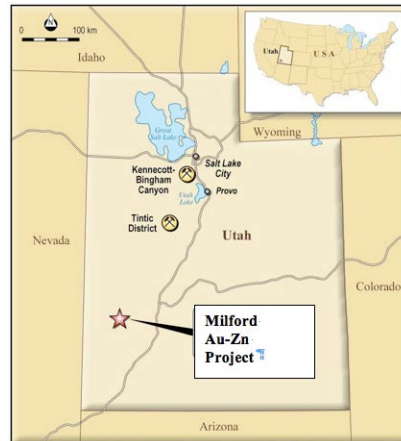 0 100 km
Idaho
Utah
U S A
Wyoming
Great
Salt Lake
Salt Lake
City
Kennecott-
Bingham
Canyon
Utah
Lake
Provo
Tintic
District
Nevada
Utah
Colorado
Milford
Au-Zn
Project
Arizona